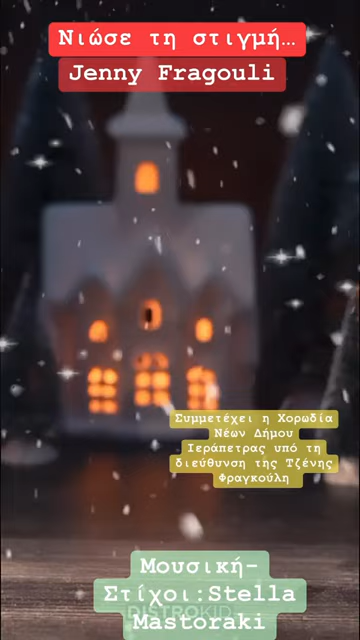 Νιώσε τη στιγμή…
Jenny Fragouli
Συμμετέχει η Χορωδία
Νέων Δήμου
Ιεράπετρας υπό τη
διεύθυνση της Τζένης
Φραγκούλη
Μουσική-
Στίχοι:Stella
DISTROKID
Mastoraki